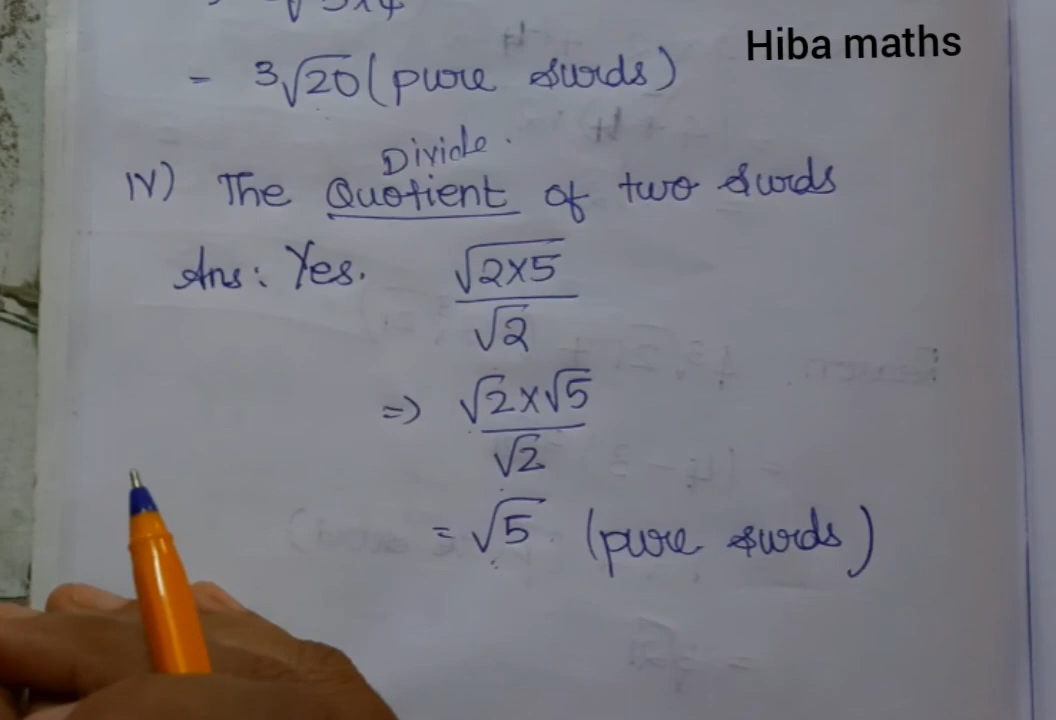 Hiba maths
- ³√20 (pure surds)
Divide.
IV) The Quotient of two surds
Ans: Yes. √2×5
√2
=> √2×√5
√2
= √5 (pure surds)